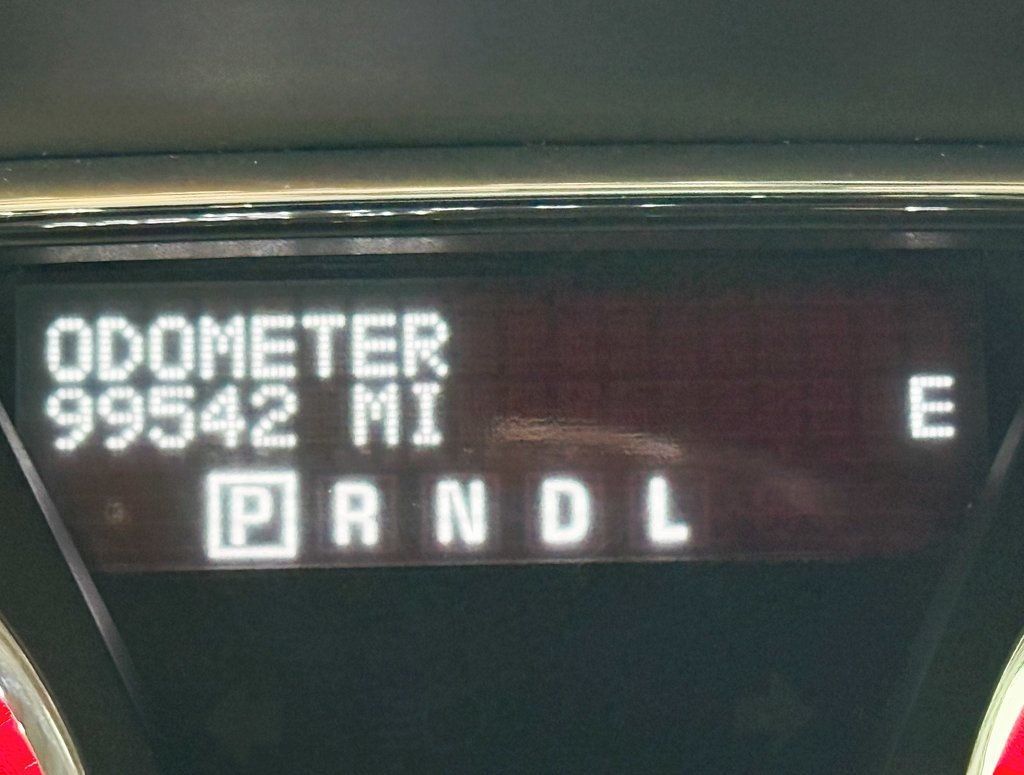 ODOMETER
99542 MI
E
P R N D L